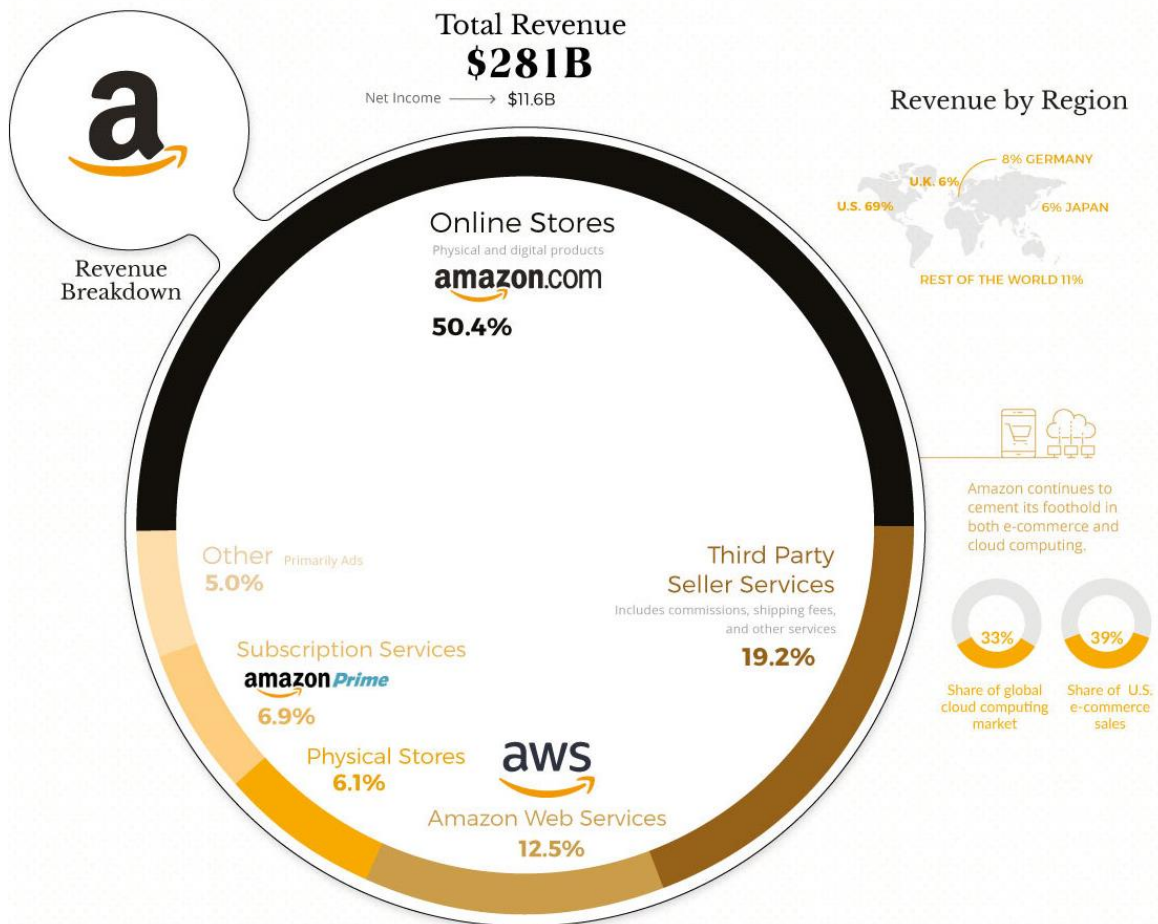 Total Revenue
$281B
Net Income $11.6B
a
Revenue
Breakdown
Revenue by Region
8% GERMANY
U.K. 6%
U.S. 69%
6% JAPAN
REST OF THE WORLD 11%
Online Stores
Physical and digital products
amazon.com
50.4%
Other Primarily Ads
5.0%
Subscription Services
amazon Prime
6.9%
Physical Stores
6.1%
aws
Amazon Web Services
12.5%
Third Party
Seller Services
Includes commissions, shipping fees,
and other services
19.2%
Amazon continues to
cement its foothold in
both e-commerce and
cloud computing.
33%
Share of global
cloud computing
market
39%
Share of U.S.
e-commerce
sales